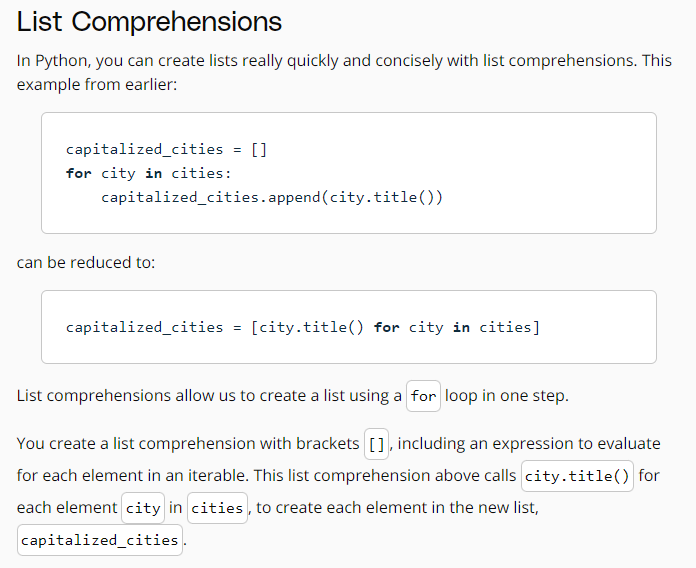 List Comprehensions
In Python, you can create lists really quickly and concisely with list comprehensions. This
example from earlier:
capitalized_cities = []
for city in cities:
    capitalized_cities.append(city.title())
can be reduced to:
capitalized_cities = [city.title() for city in cities]
List comprehensions allow us to create a list using a for loop in one step.
You create a list comprehension with brackets [], including an expression to evaluate
for each element in an iterable. This list comprehension above calls city.title() for
each element city in cities, to create each element in the new list,
capitalized_cities.